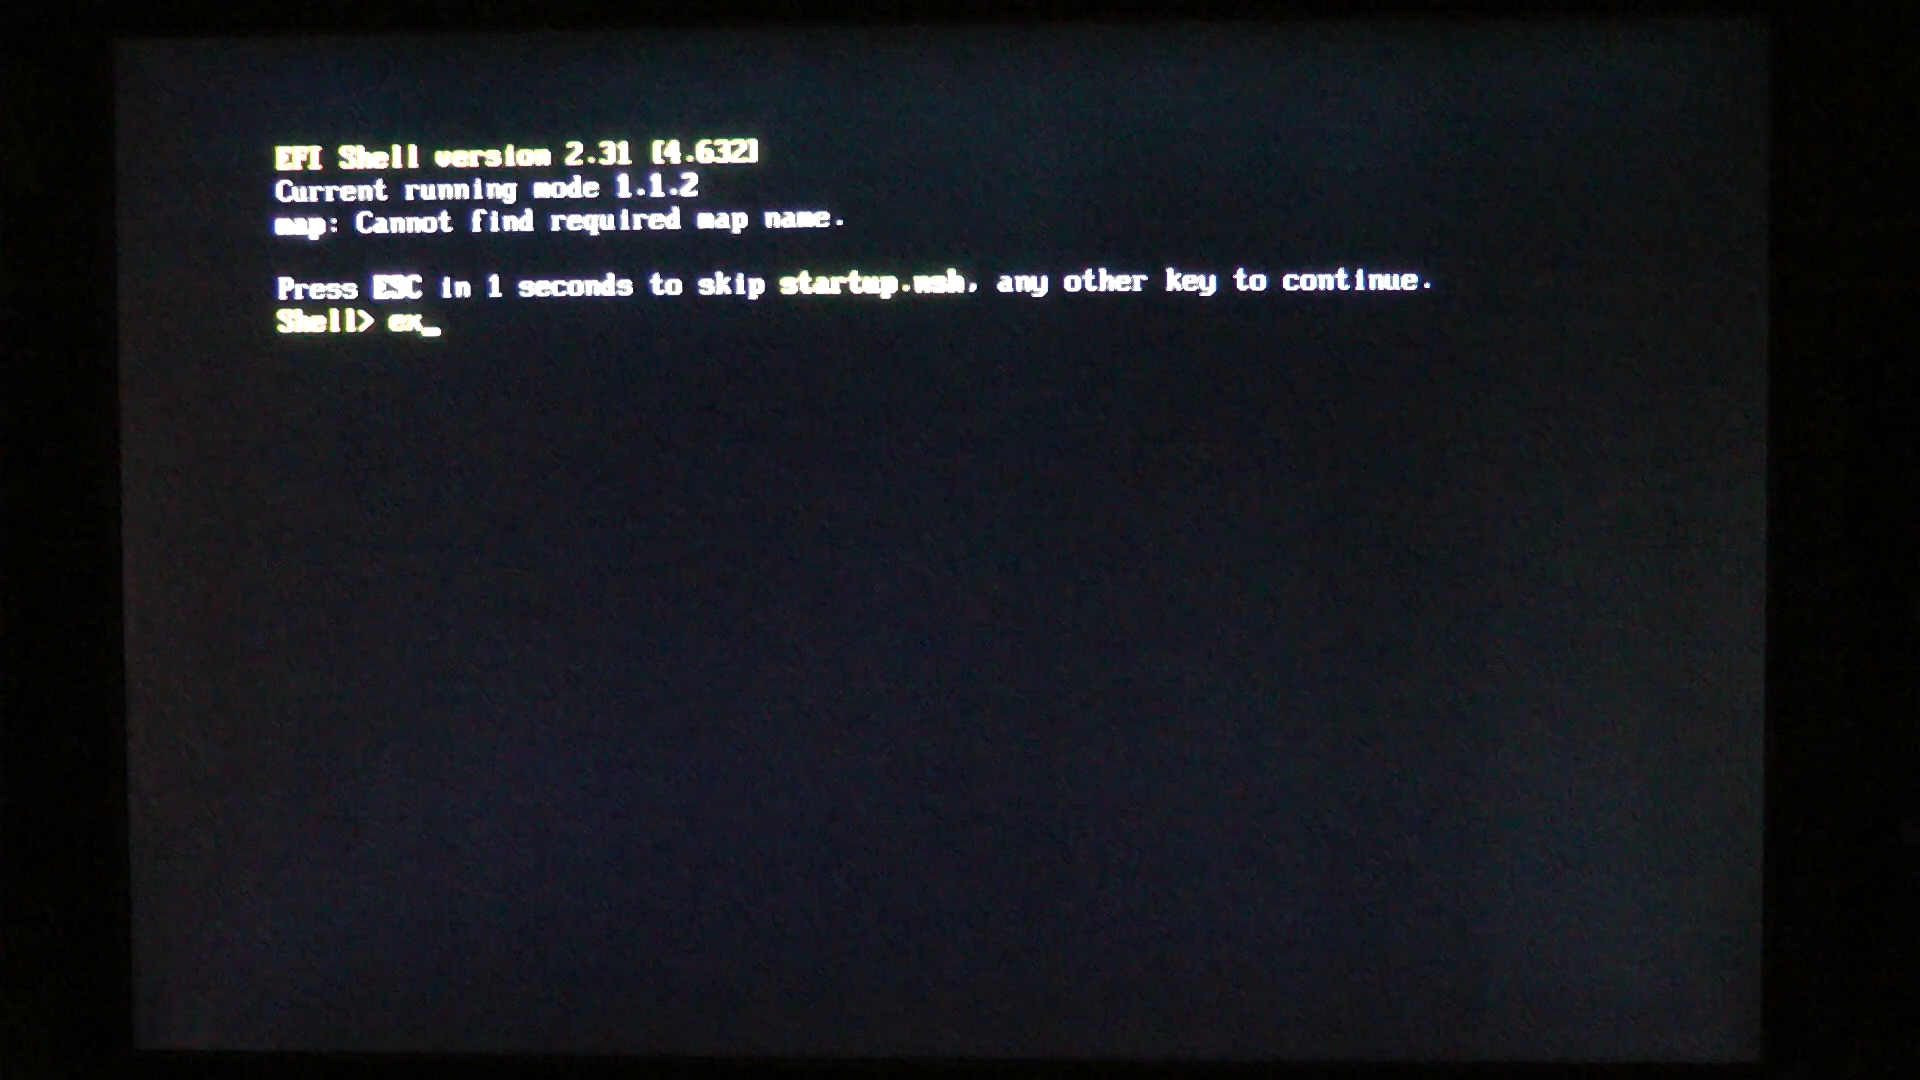 EFI Shell version 2.31 [4.632]
Current running mode 1.1.2
map: Cannot find required map name.
Press ESC in 1 seconds to skip startup.nsh, any other key to continue.
Shell> ex_